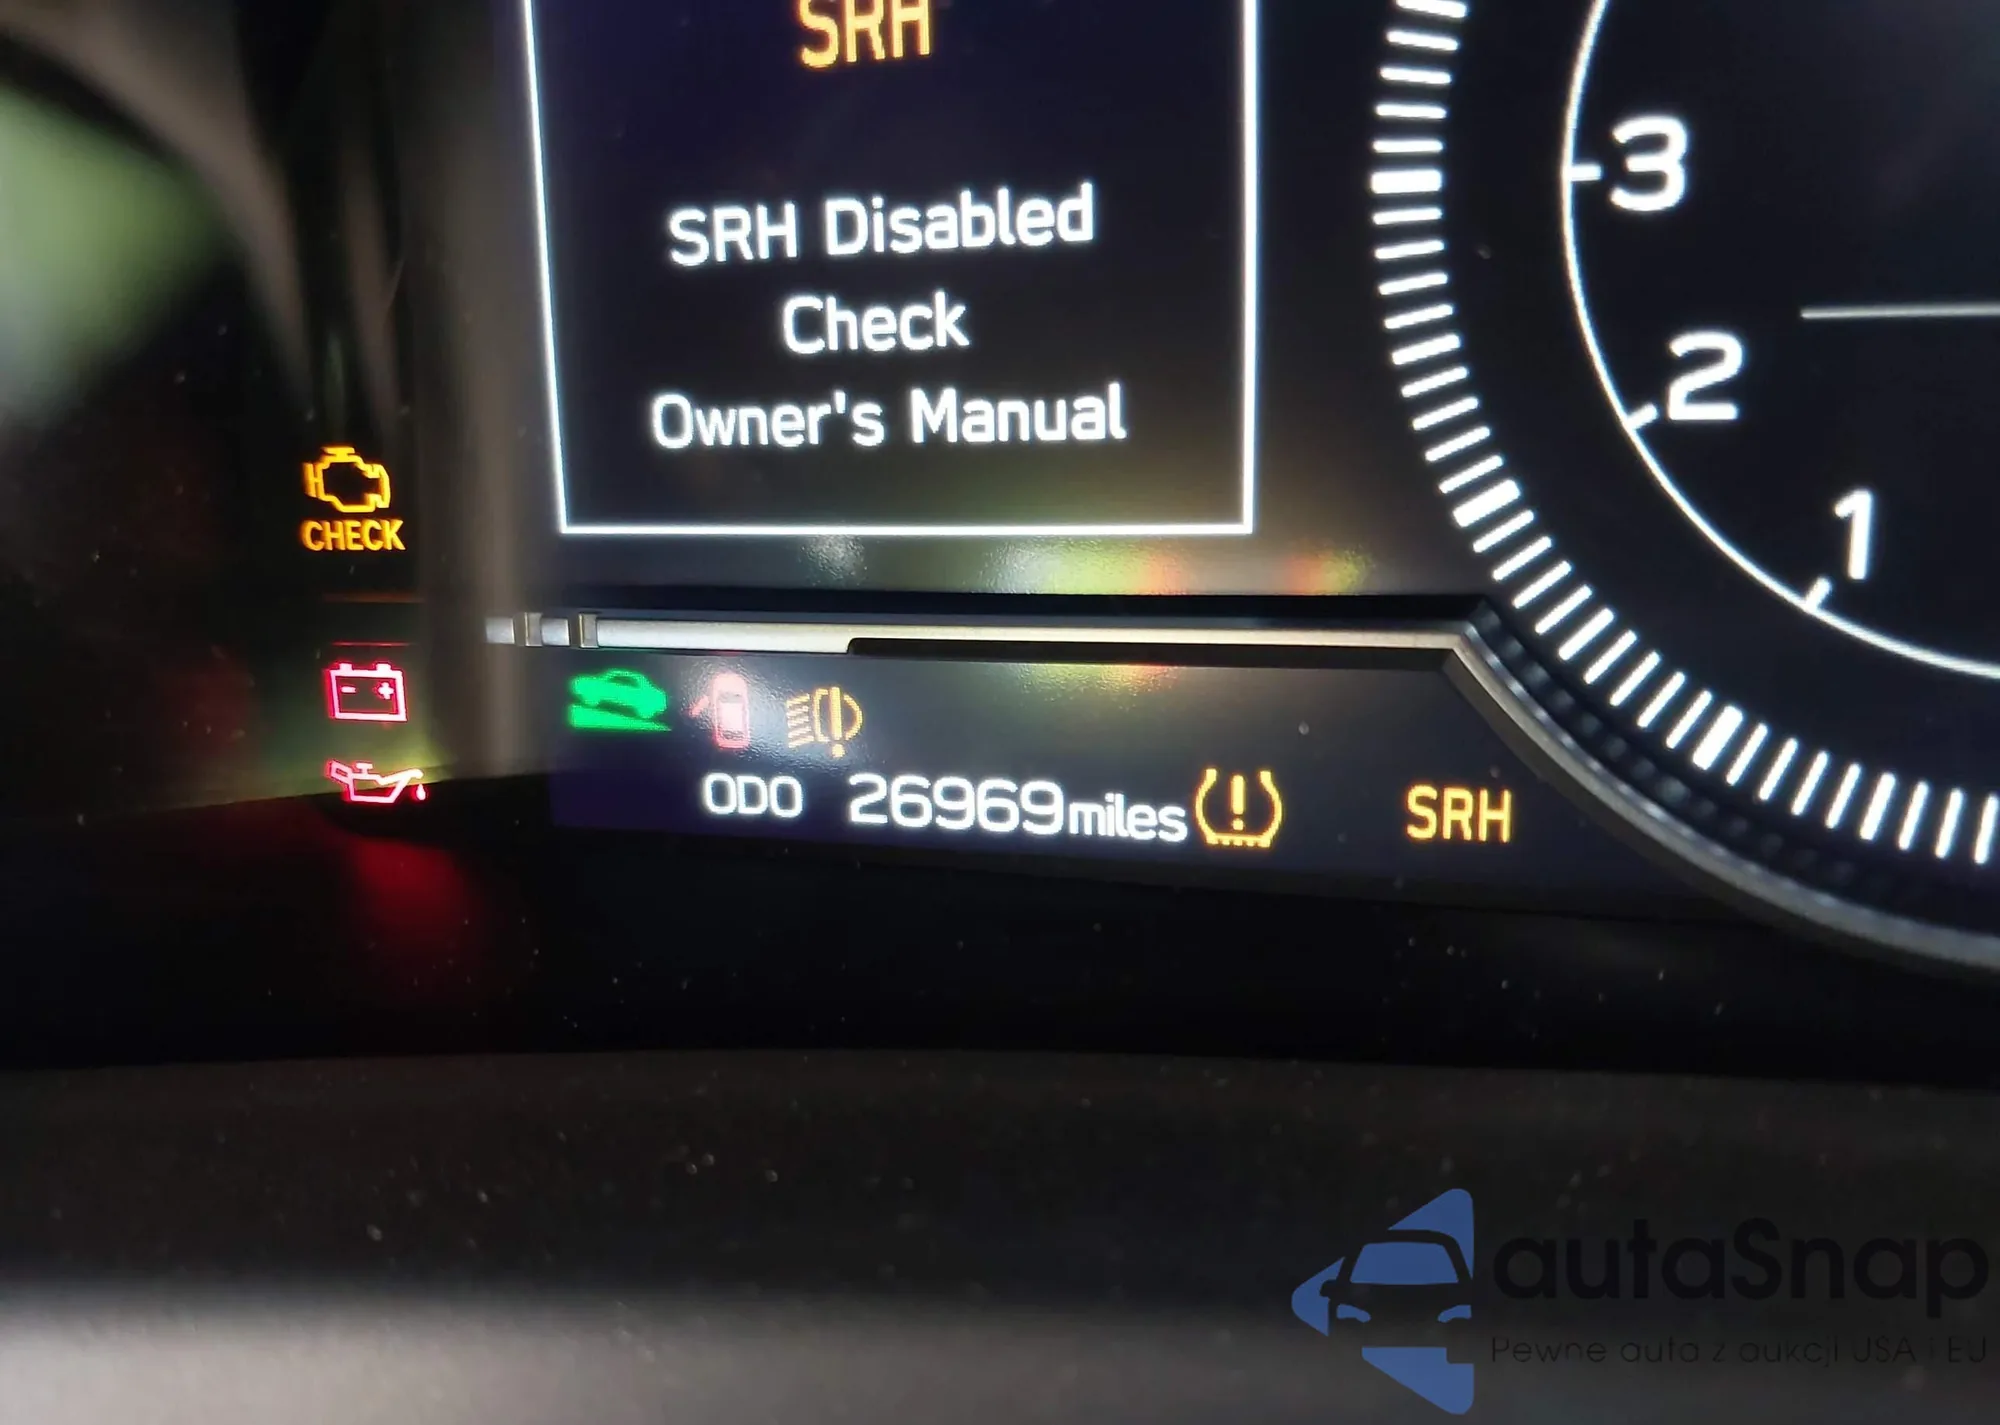 SRH
SRH Disabled
Check
Owner's Manual
3
2
1
CHECK
ODO 26969miles
SRH
autaSnap
Pewne auta z aukcji USA i EU